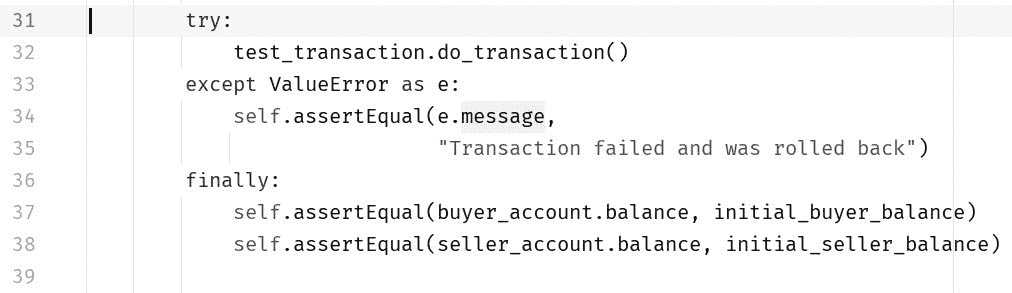 31 try:
32 test_transaction.do_transaction()
33 except ValueError as e:
34 self.assertEqual(e.message,
35 "Transaction failed and was rolled back")
36 finally:
37 self.assertEqual(buyer_account.balance, initial_buyer_balance)
38 self.assertEqual(seller_account.balance, initial_seller_balance)
39